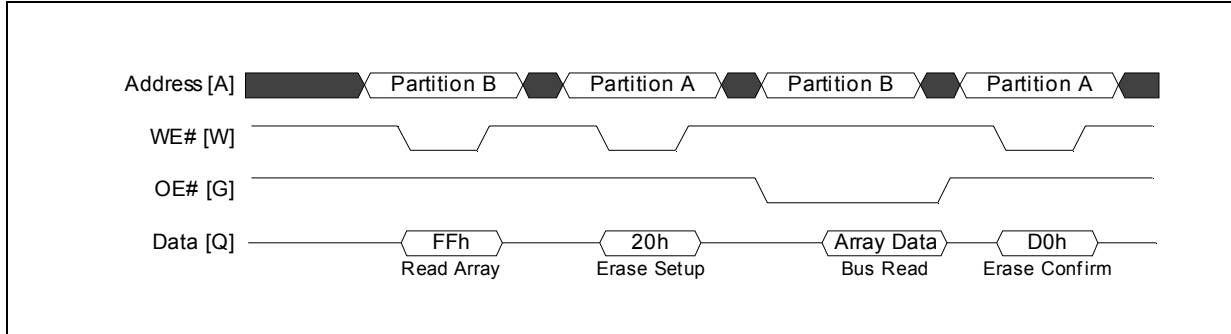 Address [A] Partition B Partition A Partition B Partition A
WE# [W]
OE# [G]
Data [Q] FFh 20h Array Data D0h
Read Array Erase Setup Bus Read Erase Confirm